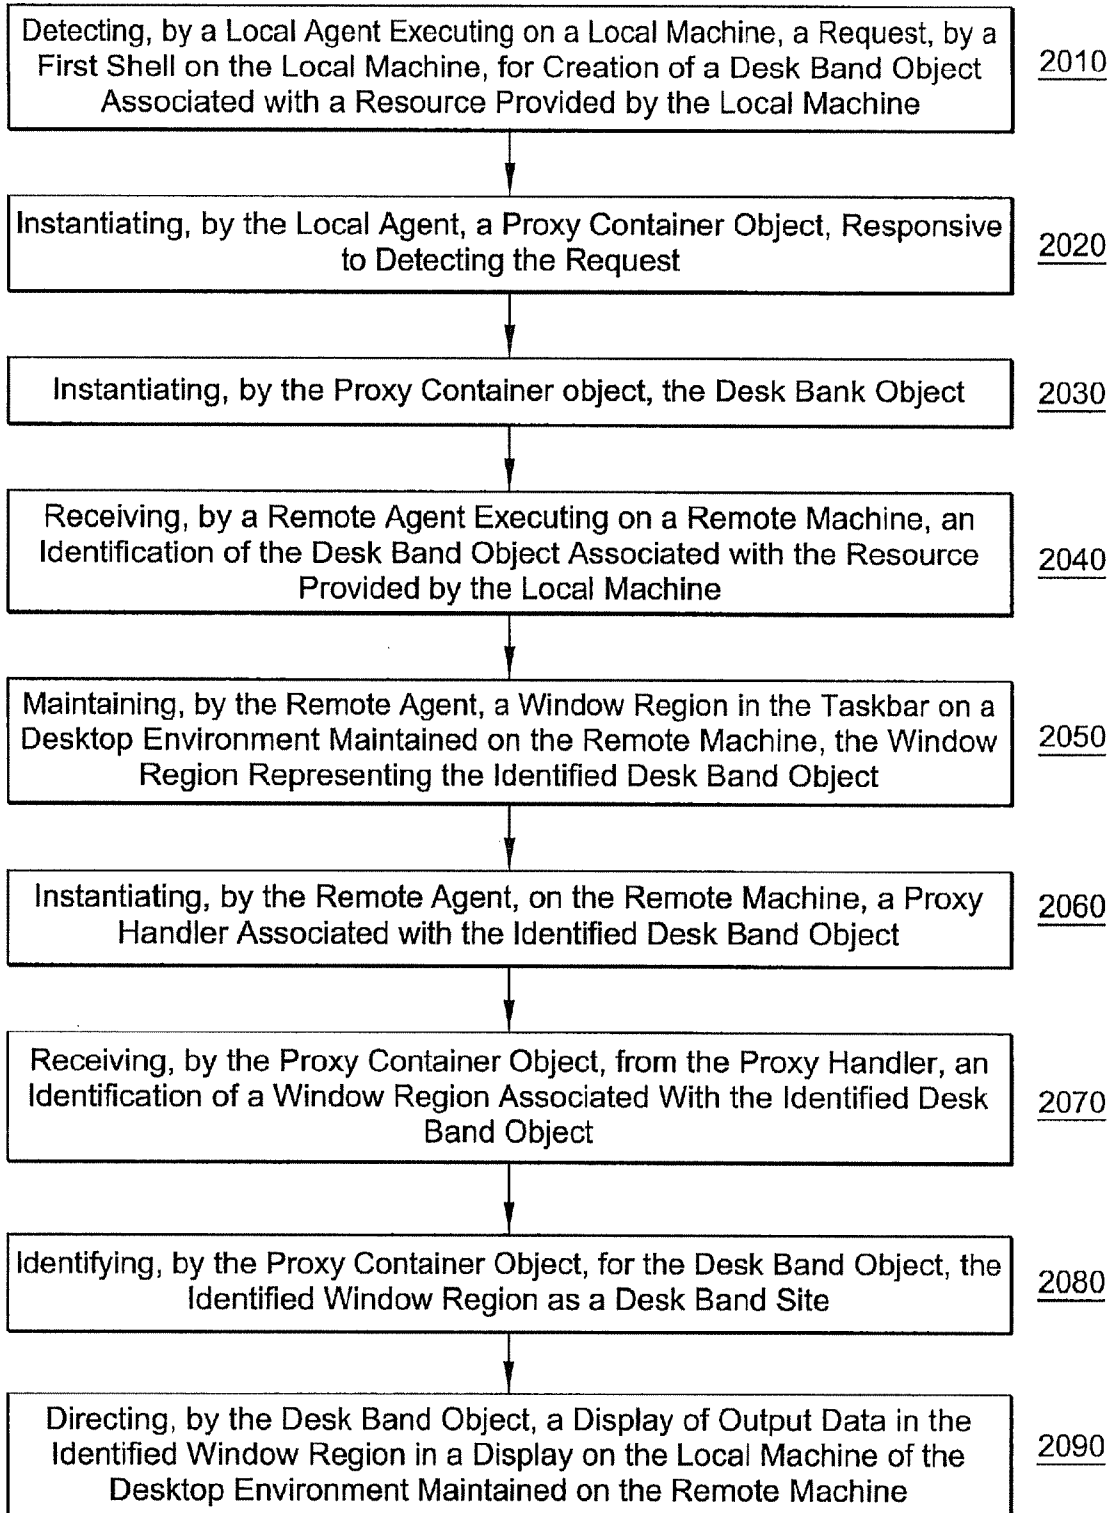 Detecting, by a Local Agent Executing on a Local Machine, a Request, by a
First Shell on the Local Machine, for Creation of a Desk Band Object
Associated with a Resource Provided by the Local Machine
2010
Instantiating, by the Local Agent, a Proxy Container Object, Responsive
to Detecting the Request
2020
Instantiating, by the Proxy Container object, the Desk Bank Object
2030
Receiving, by a Remote Agent Executing on a Remote Machine, an
Identification of the Desk Band Object Associated with the Resource
Provided by the Local Machine
2040
Maintaining, by the Remote Agent, a Window Region in the Taskbar on a
Desktop Environment Maintained on the Remote Machine, the Window
Region Representing the Identified Desk Band Object
2050
Instantiating, by the Remote Agent, on the Remote Machine, a Proxy
Handler Associated with the Identified Desk Band Object
2060
Receiving, by the Proxy Container Object, from the Proxy Handler, an
Identification of a Window Region Associated With the Identified Desk
Band Object
2070
Identifying, by the Proxy Container Object, for the Desk Band Object, the
Identified Window Region as a Desk Band Site
2080
Directing, by the Desk Band Object, a Display of Output Data in the
Identified Window Region in a Display on the Local Machine of the
Desktop Environment Maintained on the Remote Machine
2090